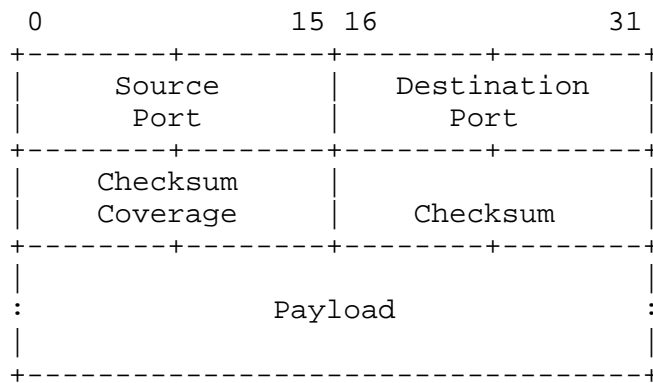 0 15 16 31
Source Destination
Port Port
Checksum
Coverage Checksum
Payload